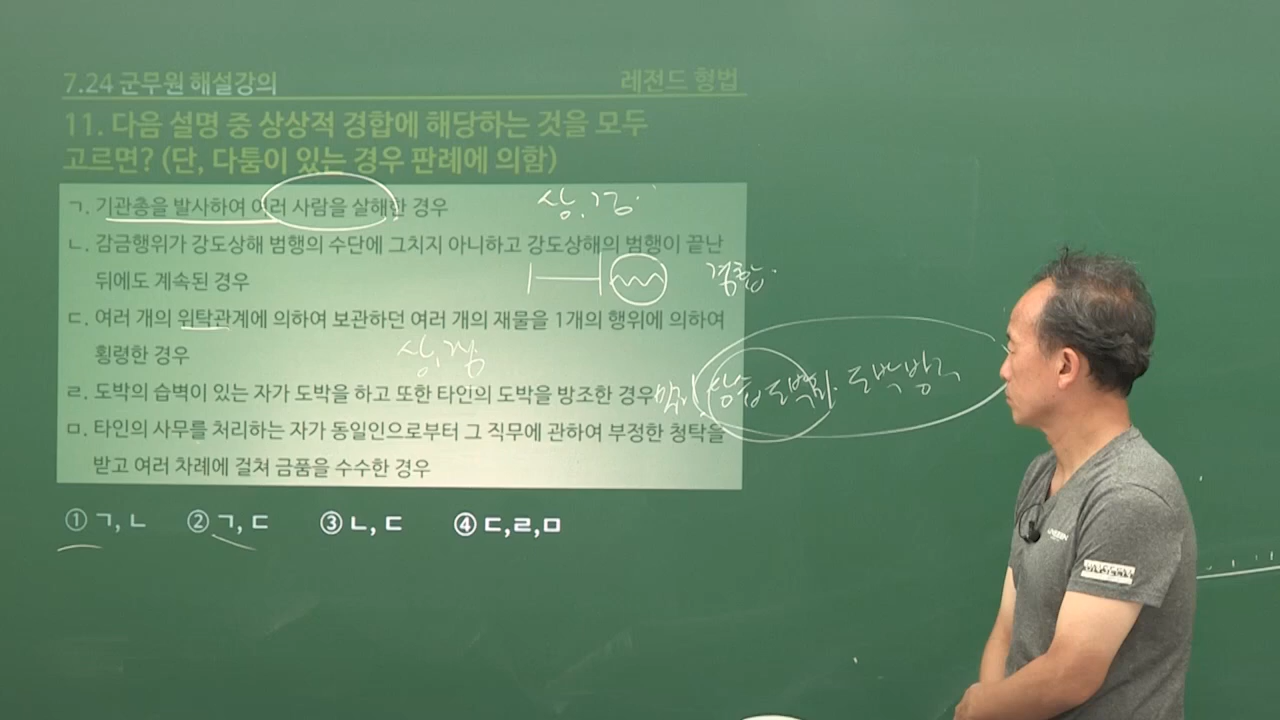 7.24 군무원 해설강의
레전드 형법
11. 다음 설명 중 상상적 경합에 해당하는 것을 모두
고르면? (단, 다툼이 있는 경우 판례에 의함)
ㄱ. 기관총을 발사하여 여러 사람을 살해한 경우
ㄴ. 감금행위가 강도상해 범행의 수단에 그치지 아니하고 강도상해의 범행이 끝난
뒤에도 계속된 경우
ㄷ. 여러 개의 위탁관계에 의하여 보관하던 여러 개의 재물을 1개의 행위에 의하여
횡령한 경우
ㄹ. 도박의 습벽이 있는 자가 도박을 하고 또한 타인의 도박을 방조한 경우
상습도박죄. 도박방조
ㅁ. 타인의 사무를 처리하는 자가 동일인으로부터 그 직무에 관하여 부정한 청탁을
받고 여러 차례에 걸쳐 금품을 수수한 경우
① ㄱ, ㄴ ② ㄱ, ㄷ ③ ㄴ, ㄷ ④ ㄷ,ㄹ,ㅁ